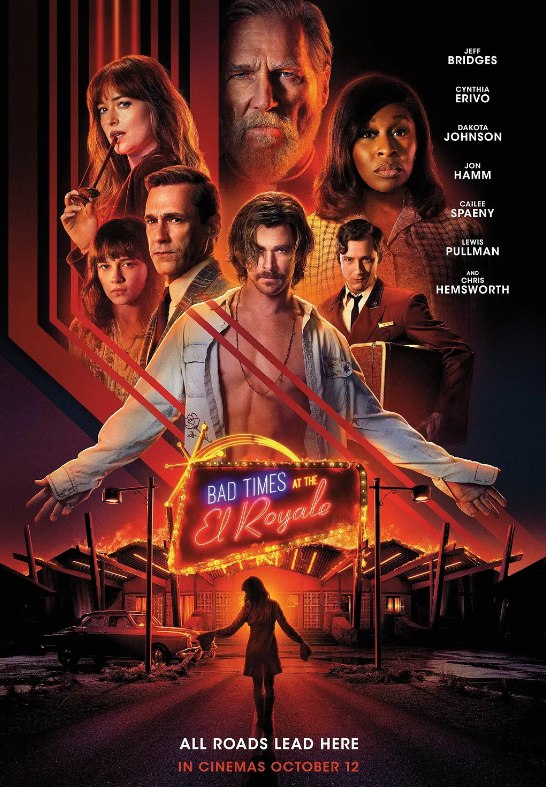 JEFF
BRIDGES
CYNTHIA
ERIVO
DAKOTA
JOHNSON
JON
HAMM
CAILEE
SPAENY
LEWIS
PULLMAN
AND
CHRIS
HEMSWORTH
BAD TIMES AT THE
El Royale
ALL ROADS LEAD HERE
IN CINEMAS OCTOBER 12